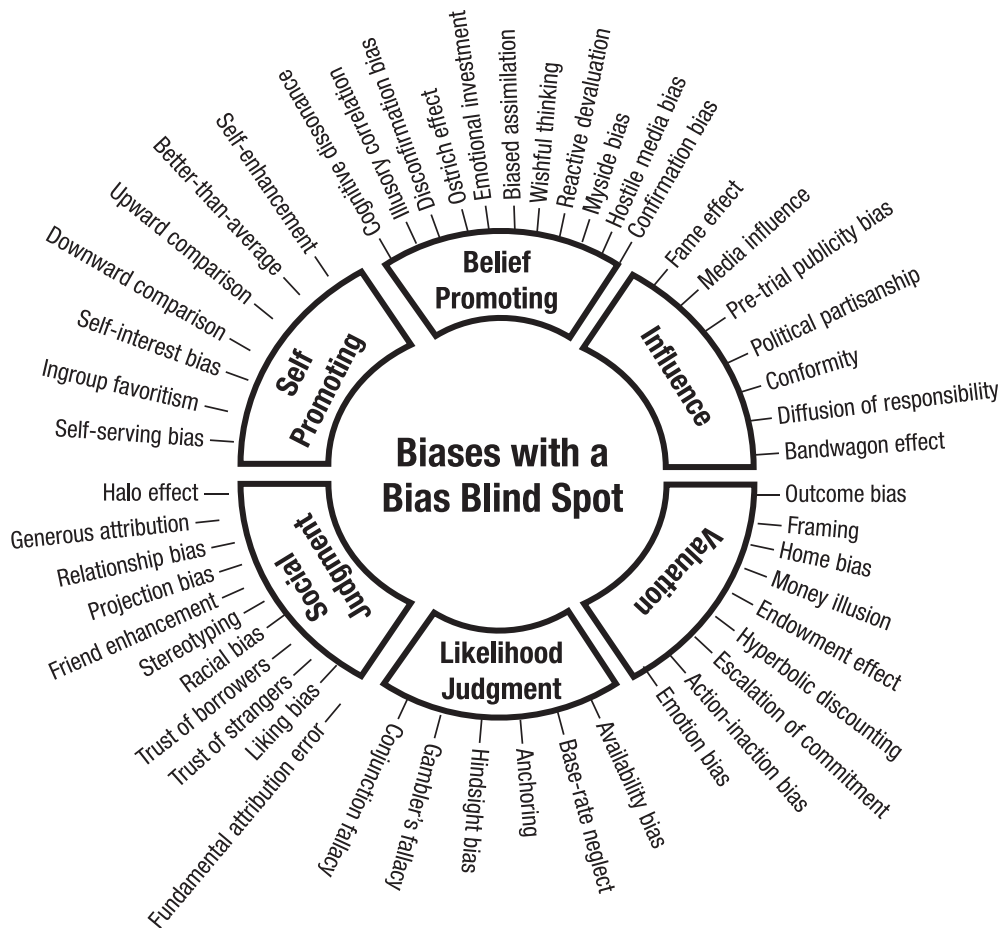 Biases with a
Bias Blind Spot
Belief
Promoting
Cognitive dissonance
Illusory correlation
Disconfirmation bias
Ostrich effect
Emotional investment
Biased assimilation
Wishful thinking
Reactive devaluation
Myside bias
Hostile media bias
Confirmation bias
Influence
Fame effect
Media influence
Pre-trial publicity bias
Political partisanship
Conformity
Diffusion of responsibility
Bandwagon effect
Valuation
Outcome bias
Framing
Home bias
Money illusion
Endowment effect
Hyperbolic discounting
Escalation of commitment
Action-inaction bias
Emotion bias
Likelihood
Judgment
Availability bias
Base-rate neglect
Anchoring
Hindsight bias
Gambler's fallacy
Conjunction fallacy
Social
Judgment
Fundamental attribution error
Liking bias
Trust of strangers
Trust of borrowers
Racial bias
Stereotyping
Friend enhancement
Projection bias
Relationship bias
Generous attribution
Halo effect
Self
Promoting
Self-serving bias
Ingroup favoritism
Self-interest bias
Downward comparison
Upward comparison
Better-than-average
Self-enhancement